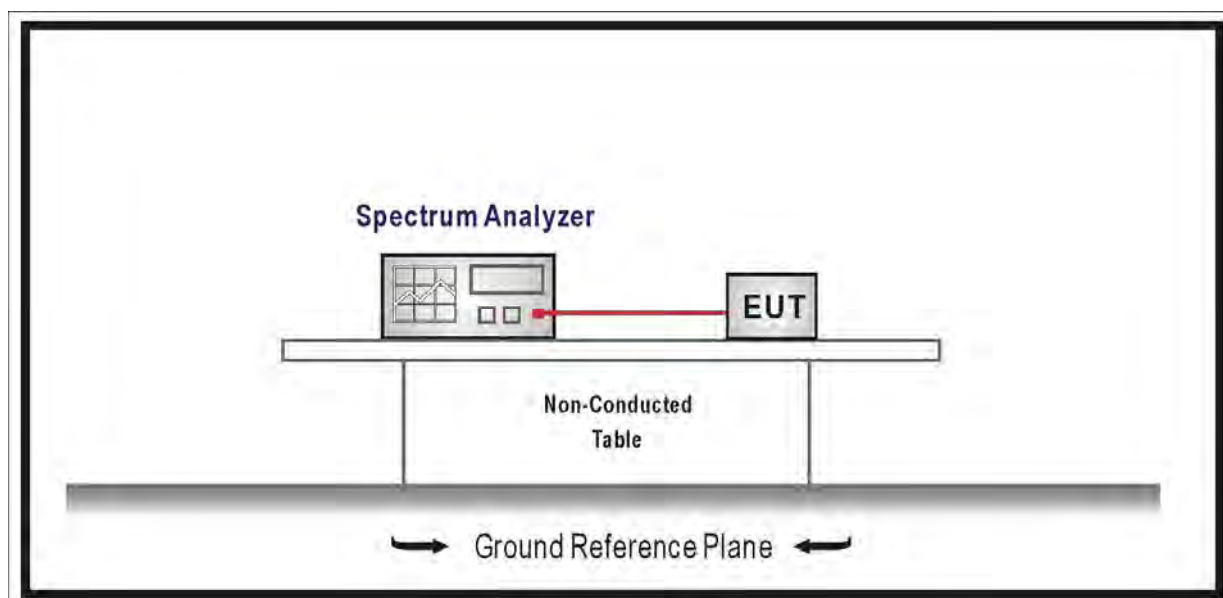 Spectrum Analyzer
EUT
Non-Conducted
Table
Ground Reference Plane